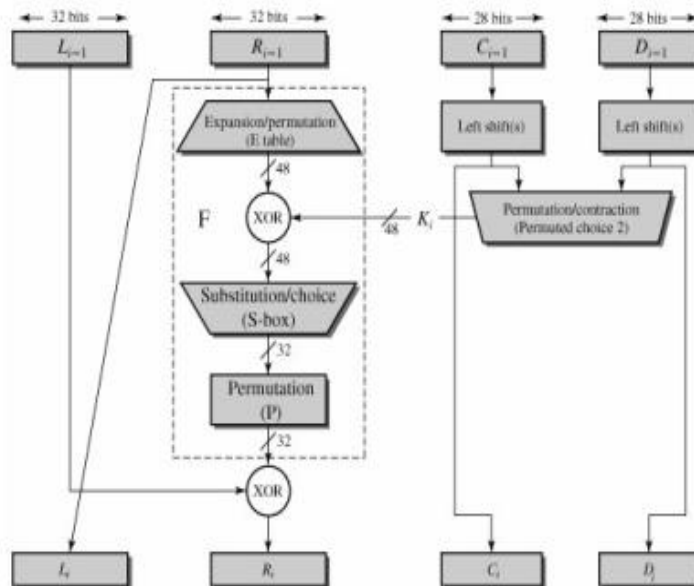 32 bits
32 bits
28 bits
28 bits
Lᵢ₋₁
Rᵢ₋₁
Cᵢ₋₁
Dᵢ₋₁
Expansion/permutation
(E table)
Left shift(s)
Left shift(s)
48
F
XOR
48
Kᵢ
Permutation/contraction
(Permuted choice 2)
48
Substitution/choice
(S-box)
32
Permutation
(P)
32
XOR
Lᵢ
Rᵢ
Cᵢ
Dᵢ